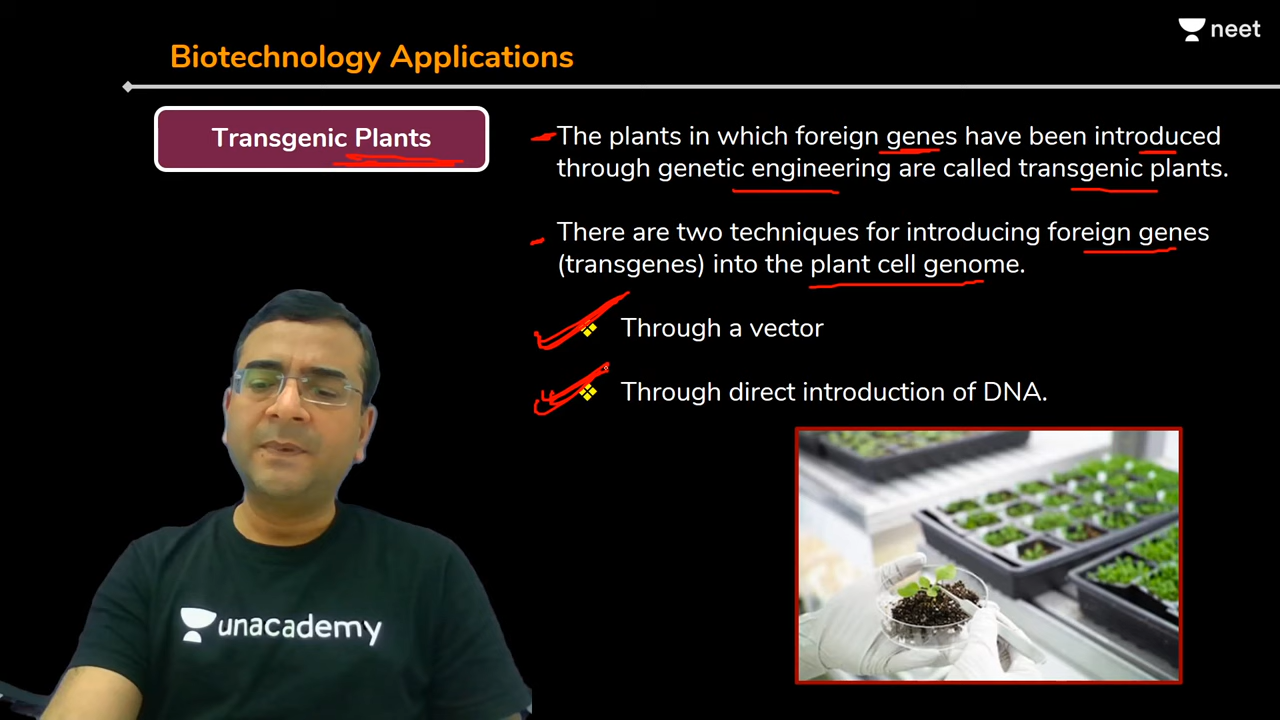 neet
Biotechnology Applications
Transgenic Plants
The plants in which foreign genes have been introduced
through genetic engineering are called transgenic plants.
There are two techniques for introducing foreign genes
(transgenes) into the plant cell genome.
Through a vector
Through direct introduction of DNA.
unacademy